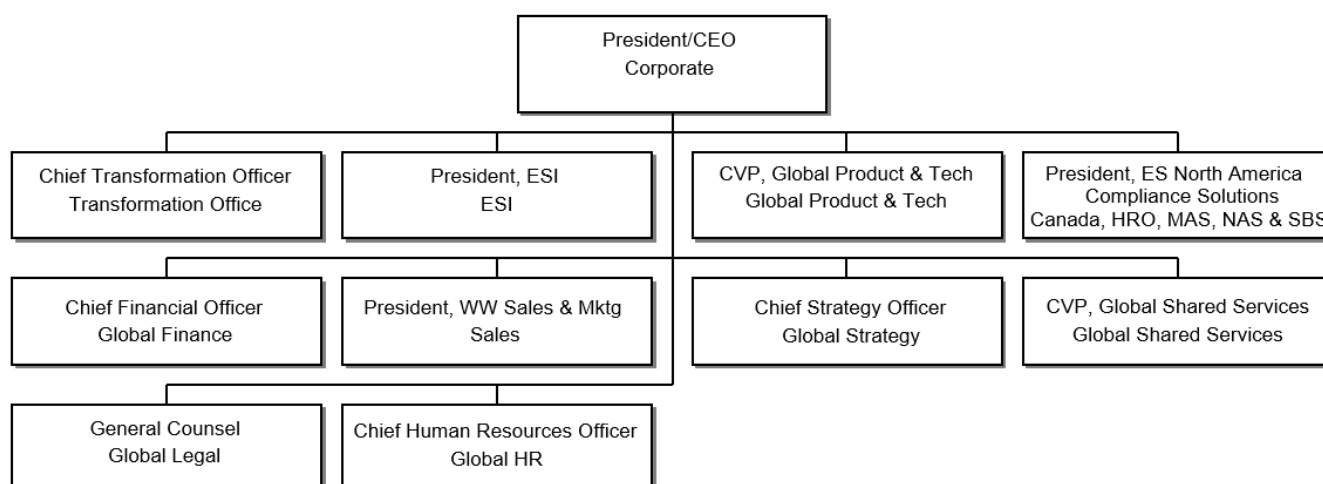 President/CEO
Corporate
Chief Transformation Officer
Transformation Office
President, ESI
ESI
CVP, Global Product & Tech
Global Product & Tech
President, ES North America
Compliance Solutions
Canada, HRO, MAS, NAS & SBS
Chief Financial Officer
Global Finance
President, WW Sales & Mktg
Sales
Chief Strategy Officer
Global Strategy
CVP, Global Shared Services
Global Shared Services
General Counsel
Global Legal
Chief Human Resources Officer
Global HR